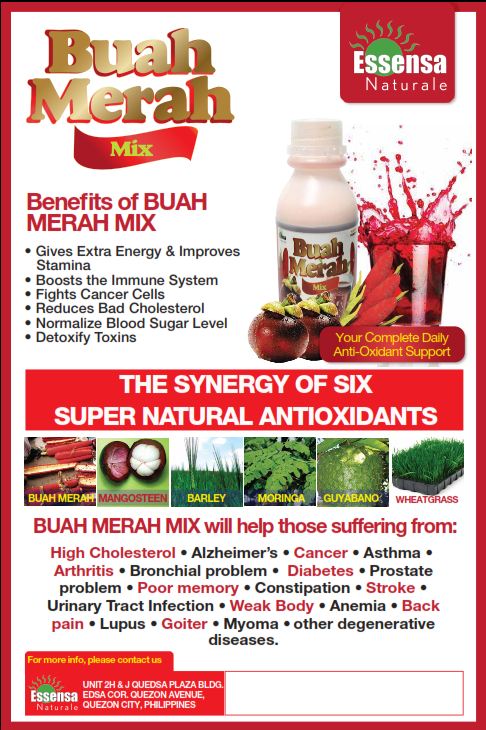 Buah
Merah
Mix
Essensa
Naturale
Benefits of BUAH
MERAH MIX
• Gives Extra Energy & Improves
Stamina
• Boosts the Immune System
• Fights Cancer Cells
• Reduces Bad Cholesterol
• Normalize Blood Sugar Level
• Detoxify Toxins
Buah
Merah
Mix
Your Complete Daily
Anti-Oxidant Support
THE SYNERGY OF SIX
SUPER NATURAL ANTIOXIDANTS
BUAH MERAH
MANGOSTEEN
BARLEY
MORINGA
GUYABANO
WHEATGRASS
BUAH MERAH MIX will help those suffering from:
High Cholesterol • Alzheimer's • Cancer • Asthma •
Arthritis • Bronchial problem • Diabetes • Prostate
problem • Poor memory • Constipation • Stroke •
Urinary Tract Infection • Weak Body • Anemia • Back
pain • Lupus • Goiter • Myoma • other degenerative
diseases.
For more info, please contact us
Essensa
Naturale
UNIT 2H & J QUEDSA PLAZA BLDG.
EDSA COR. QUEZON AVENUE,
QUEZON CITY, PHILIPPINES